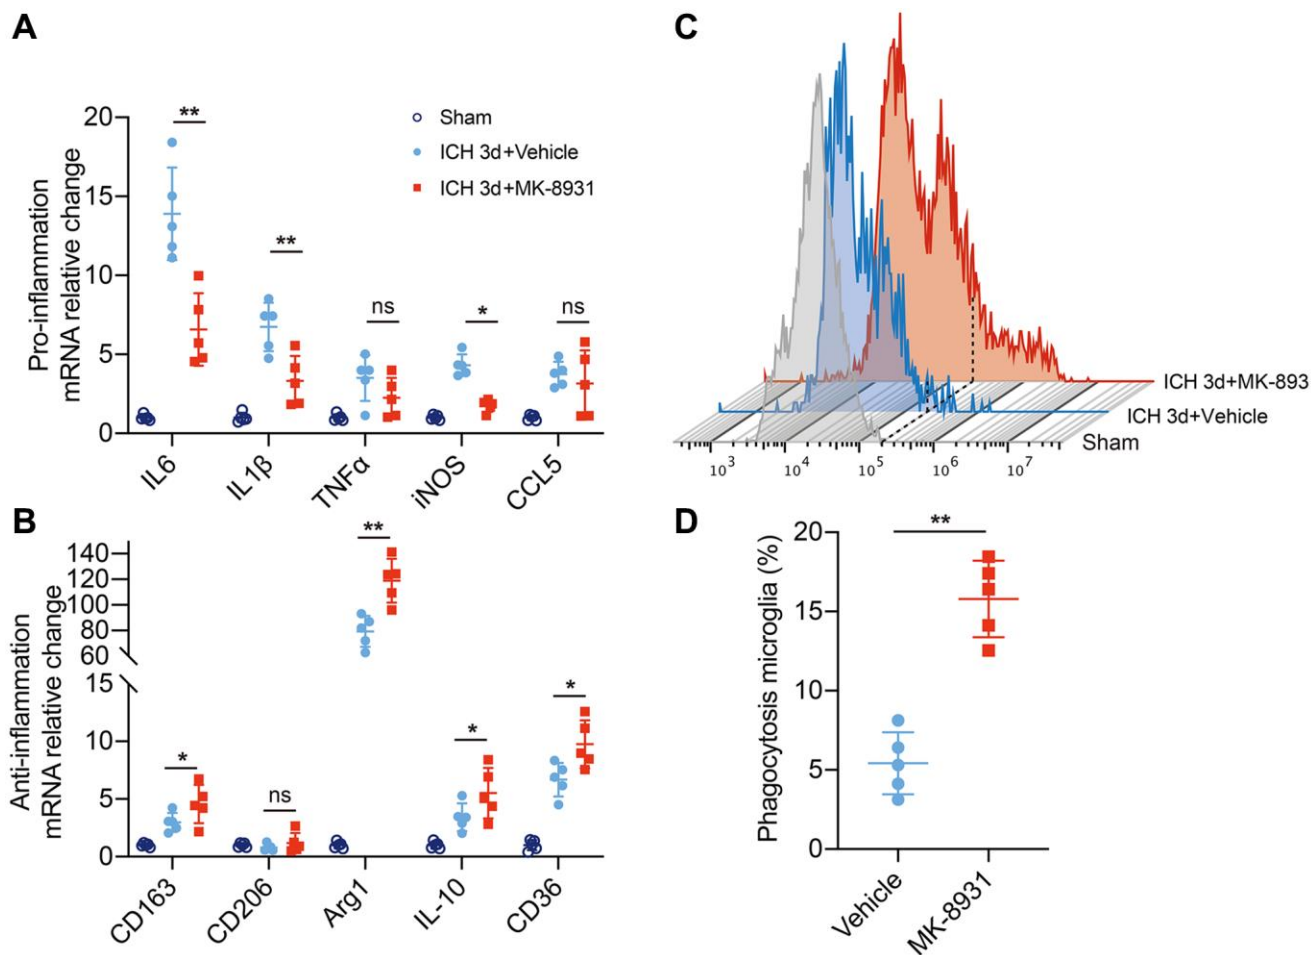 A
Pro-inflammation
mRNA relative change
20
15
10
5
0
**
**
ns
*
ns
Sham
ICH 3d+Vehicle
ICH 3d+MK-8931
IL6
IL1β
TNFα
iNOS
CCL5
B
Anti-inflammation
mRNA relative change
140
120
100
80
60
15
10
5
0
*
ns
**
*
*
CD163
CD206
Arg1
IL-10
CD36
C
ICH 3d+MK-893
ICH 3d+Vehicle
Sham
10³
10⁴
10⁵
10⁶
10⁷
D
Phagocytosis microglia (%)
20
15
10
5
0
**
Vehicle
MK-8931